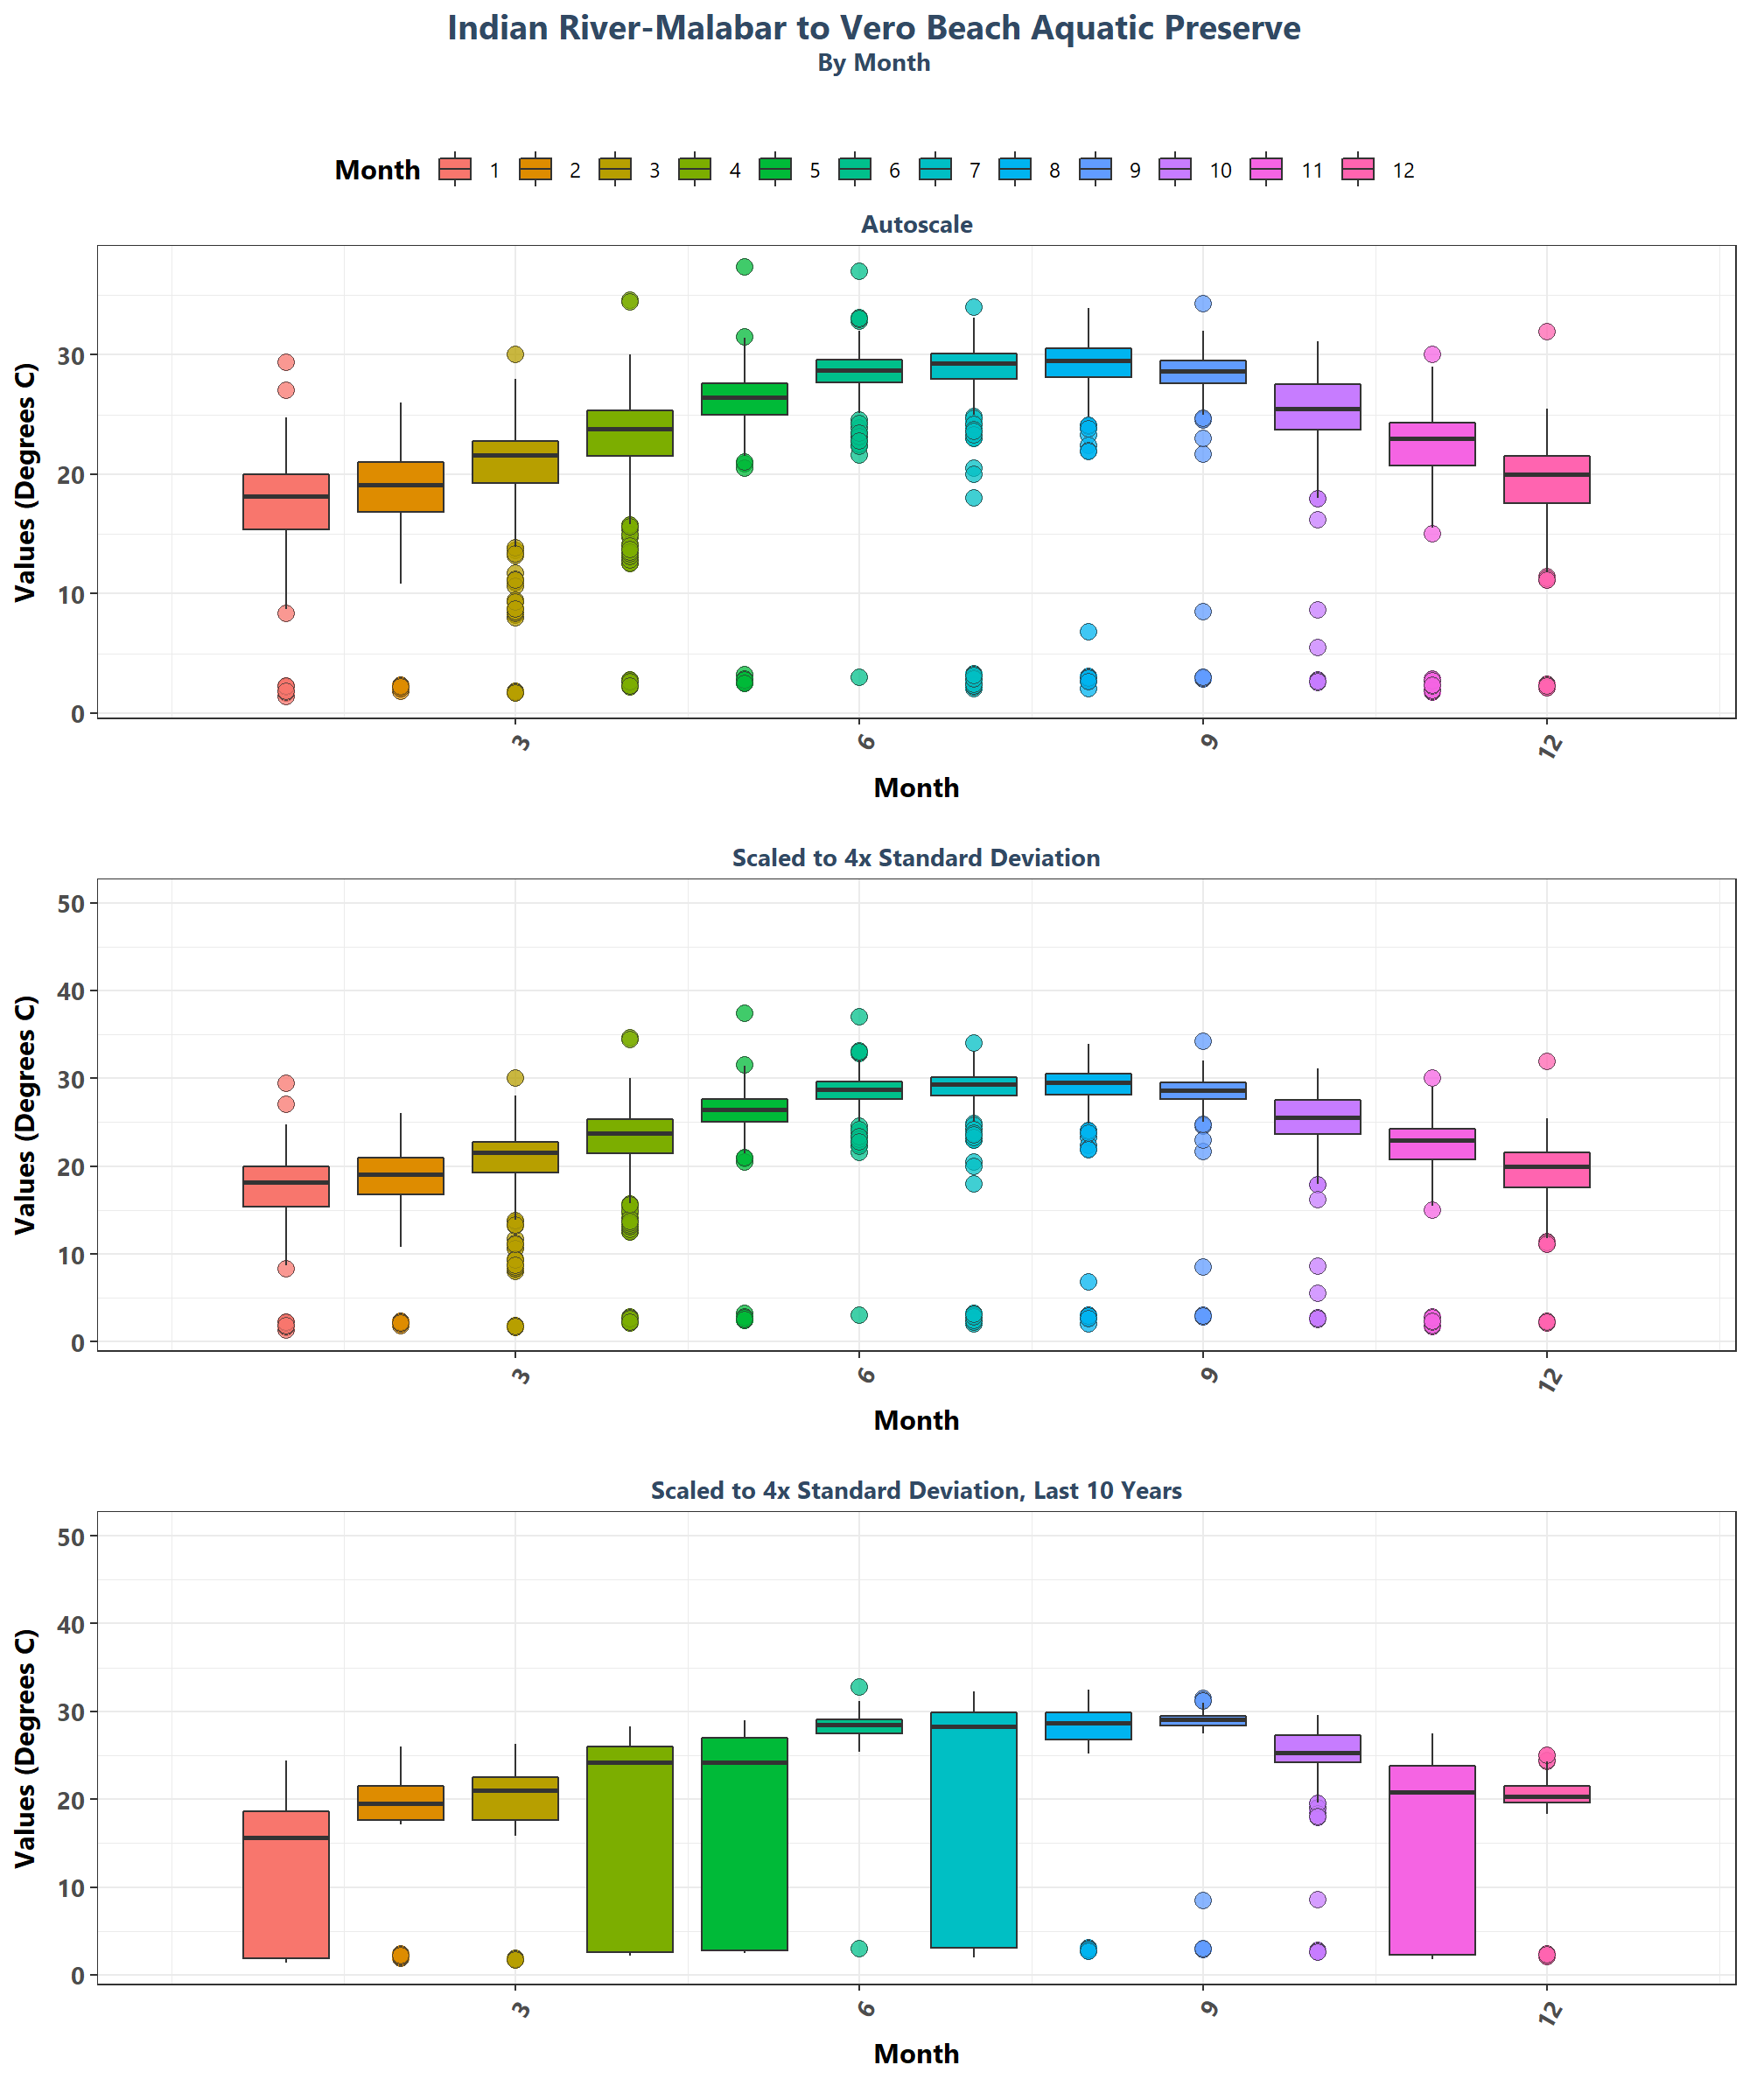 Indian River-Malabar to Vero Beach Aquatic Preserve
By Month
Month 1 2 3 4 5 6 7 8 9 10 11 12
Autoscale
Values (Degrees C)
30
20
10
0
3 6 9 12
Month
Scaled to 4x Standard Deviation
Values (Degrees C)
50
40
30
20
10
0
3 6 9 12
Month
Scaled to 4x Standard Deviation, Last 10 Years
Values (Degrees C)
50
40
30
20
10
0
3 6 9 12
Month